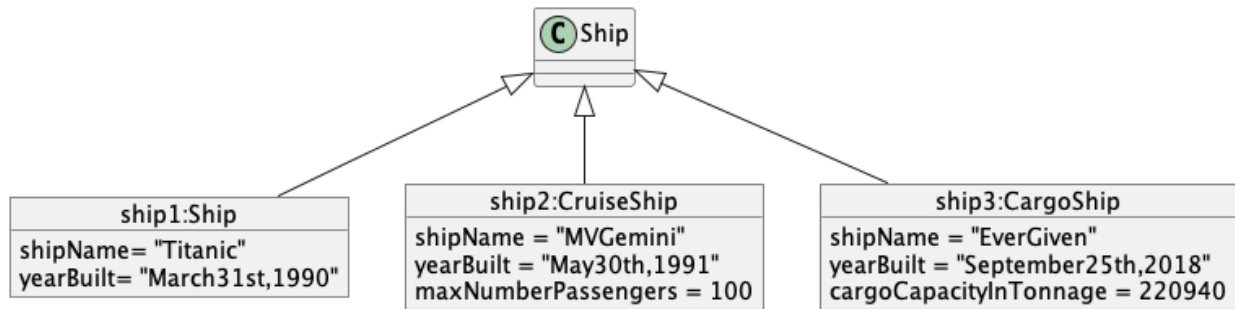 C Ship
ship1:Ship
shipName= "Titanic"
yearBuilt= "March31st,1990"
ship2:CruiseShip
shipName = "MVGemini"
yearBuilt = "May30th,1991"
maxNumberPassengers = 100
ship3:CargoShip
shipName = "EverGiven"
yearBuilt = "September25th,2018"
cargoCapacityInTonnage = 220940